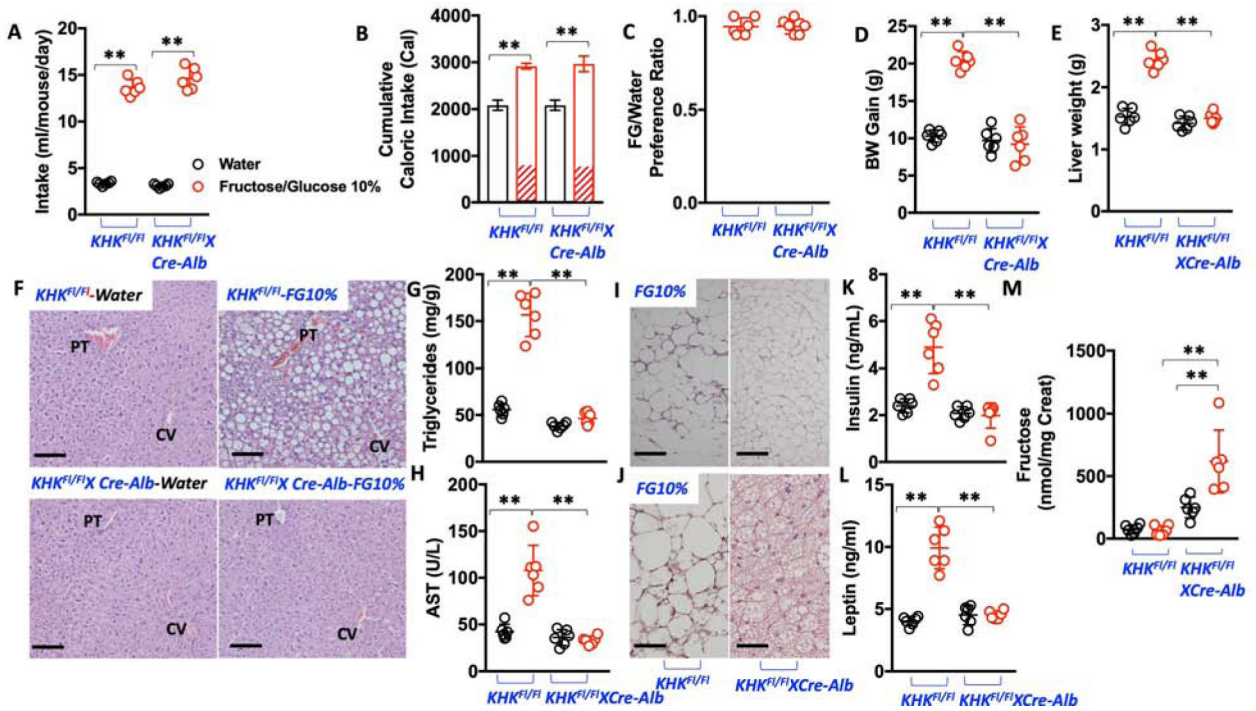 A
Intake (ml/mouse/day)
20
15
10
5
0
**
**
Water
Fructose/Glucose 10%
KHKFl/Fl
KHKFl/FlX
Cre-Alb
B
Cumulative
Caloric Intake (Cal)
4000
3000
2000
1000
0
**
**
KHKFl/Fl
KHKFl/FlX
Cre-Alb
C
FG/Water
Preference Ratio
1.0
0.5
0.0
KHKFl/Fl
KHKFl/FlX
Cre-Alb
D
BW Gain (g)
25
20
15
10
5
0
**
**
KHKFl/Fl
KHKFl/FlX
Cre-Alb
E
Liver weight (g)
3
2
1
0
**
**
KHKFl/Fl
KHKFl/Fl
XCre-Alb
F
KHKFl/Fl-Water
PT
CV
KHKFl/Fl-FG10%
PT
CV
KHKFl/FlX Cre-Alb-Water
PT
CV
KHKFl/FlX Cre-Alb-FG10%
PT
CV
G
Triglycerides (mg/g)
200
150
100
50
0
**
**
H
AST (U/L)
200
150
100
50
0
**
**
KHKFl/Fl
KHKFl/FlXCre-Alb
I
FG10%
J
FG10%
KHKFl/Fl
KHKFl/FlXCre-Alb
K
Insulin (ng/mL)
8
6
4
2
0
**
**
L
Leptin (ng/ml)
15
10
5
0
**
**
KHKFl/Fl
KHKFl/FlXCre-Alb
M
Fructose
(nmol/mg Creat)
1500
1000
500
0
**
**
KHKFl/Fl
KHKFl/Fl
XCre-Alb